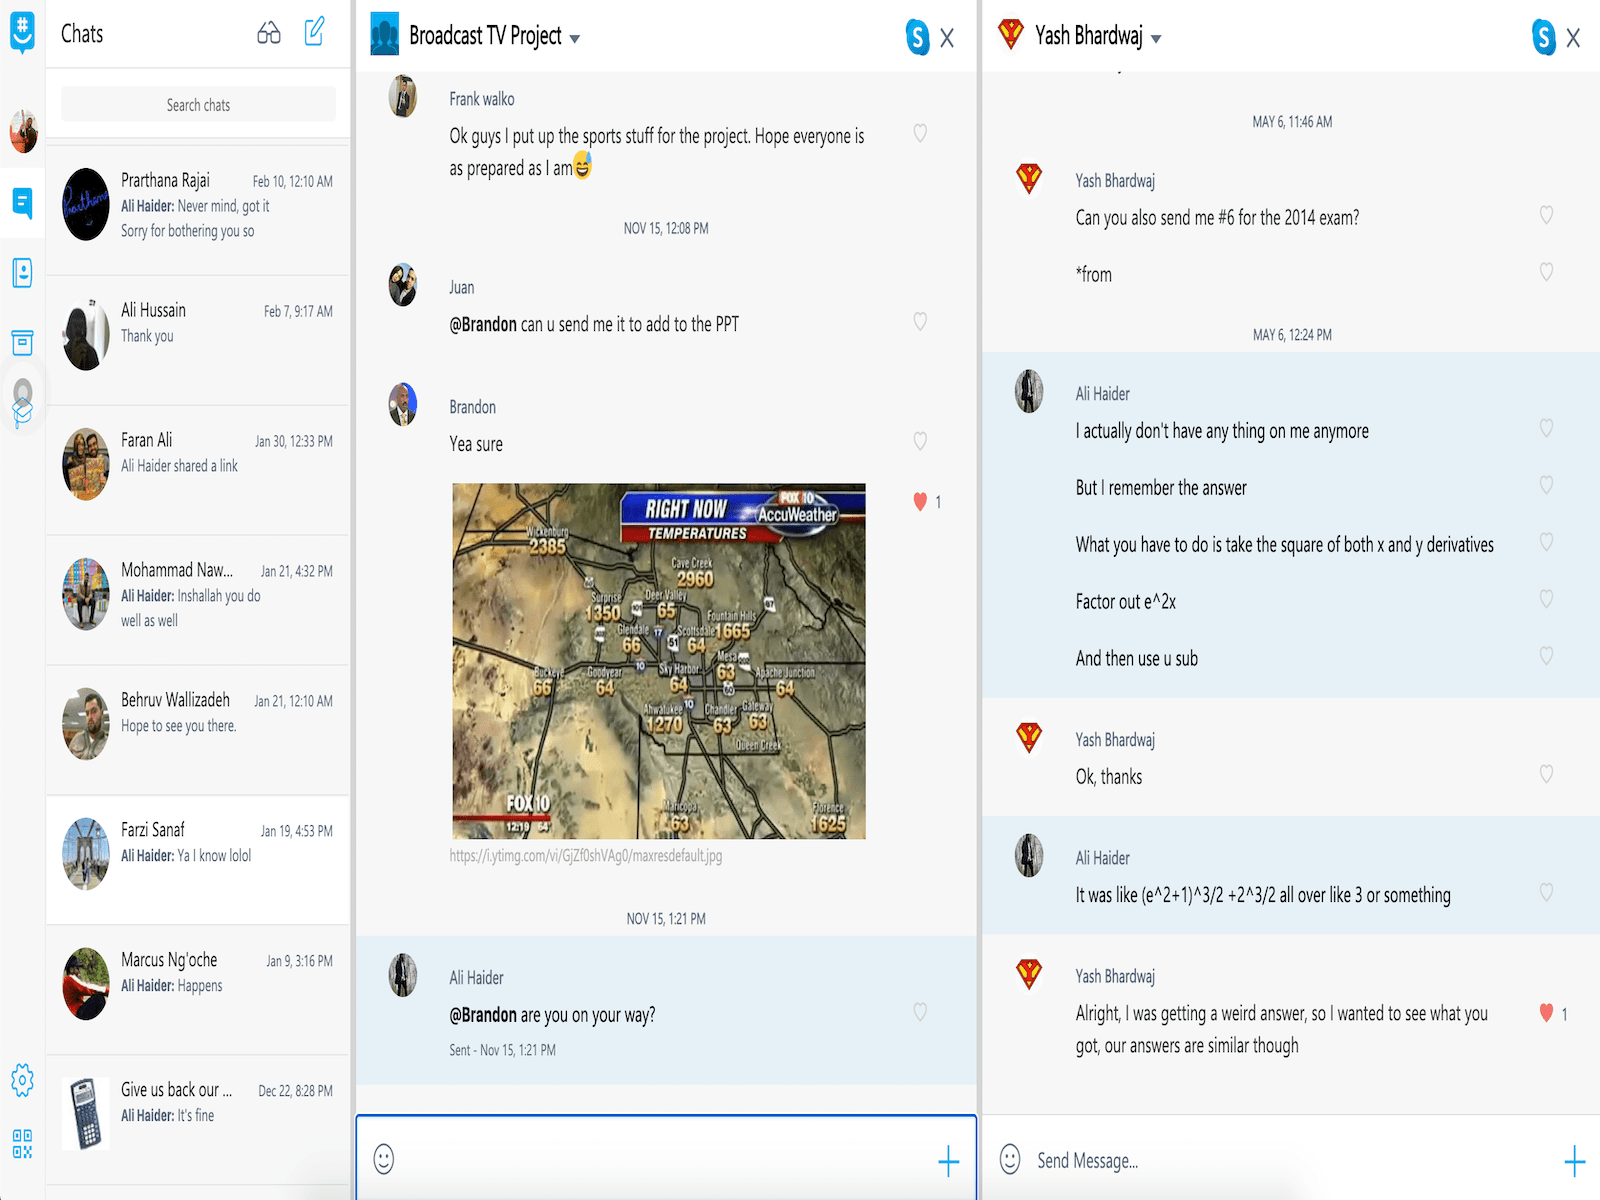 Chats
Search chats
Prarthana Rajai
Feb 10, 12:10 AM
Ali Haider: Never mind, got it
Sorry for bothering you so
Ali Hussain
Feb 7, 9:17 AM
Thank you
Faran Ali
Jan 30, 12:33 PM
Ali Haider shared a link
Mohammad Naw...
Jan 21, 4:32 PM
Ali Haider: Inshallah you do
well as well
Behruv Wallizadeh
Jan 21, 12:10 AM
Hope to see you there.
Farzi Sanaf
Jan 19, 4:53 PM
Ali Haider: Ya I know lolol
Marcus Ng'oche
Jan 9, 3:16 PM
Ali Haider: Happens
Give us back our ...
Dec 22, 8:28 PM
Ali Haider: It's fine
Broadcast TV Project
Frank walko
Ok guys I put up the sports stuff for the project. Hope everyone is
as prepared as I am😅
NOV 15, 12:08 PM
Juan
@Brandon can u send me it to add to the PPT
Brandon
Yea sure
1
RIGHT NOW
TEMPERATURES
FOX 10
AccuWeather
Wickenburg
2385
Cave Creek
2960
Surprise
1350
Deer Valley
65
Fountain Hills
1665
Glendale
66
17
51
Scottsdale
64
Buckeye
66
Goodyear
64
10
Sky Harbor
64
Mesa
63
Apache Junction
64
Ahwatukee
1270
10
Chandler
63
Gateway
63
Queen Creek
Maricopa
63
Florence
1625
FOX 10
12:19 64
https://i.ytimg.com/vi/GjZf0shVAg0/maxresdefault.jpg
NOV 15, 1:21 PM
Ali Haider
@Brandon are you on your way?
Sent - Nov 15, 1:21 PM
Yash Bhardwaj
MAY 6, 11:46 AM
Yash Bhardwaj
Can you also send me #6 for the 2014 exam?
*from
MAY 6, 12:24 PM
Ali Haider
I actually don't have any thing on me anymore
But I remember the answer
What you have to do is take the square of both x and y derivatives
Factor out e^2x
And then use u sub
Yash Bhardwaj
Ok, thanks
Ali Haider
It was like (e^2+1)^3/2 +2^3/2 all over like 3 or something
Yash Bhardwaj
Alright, I was getting a weird answer, so I wanted to see what you
got, our answers are similar though
1
Send Message...